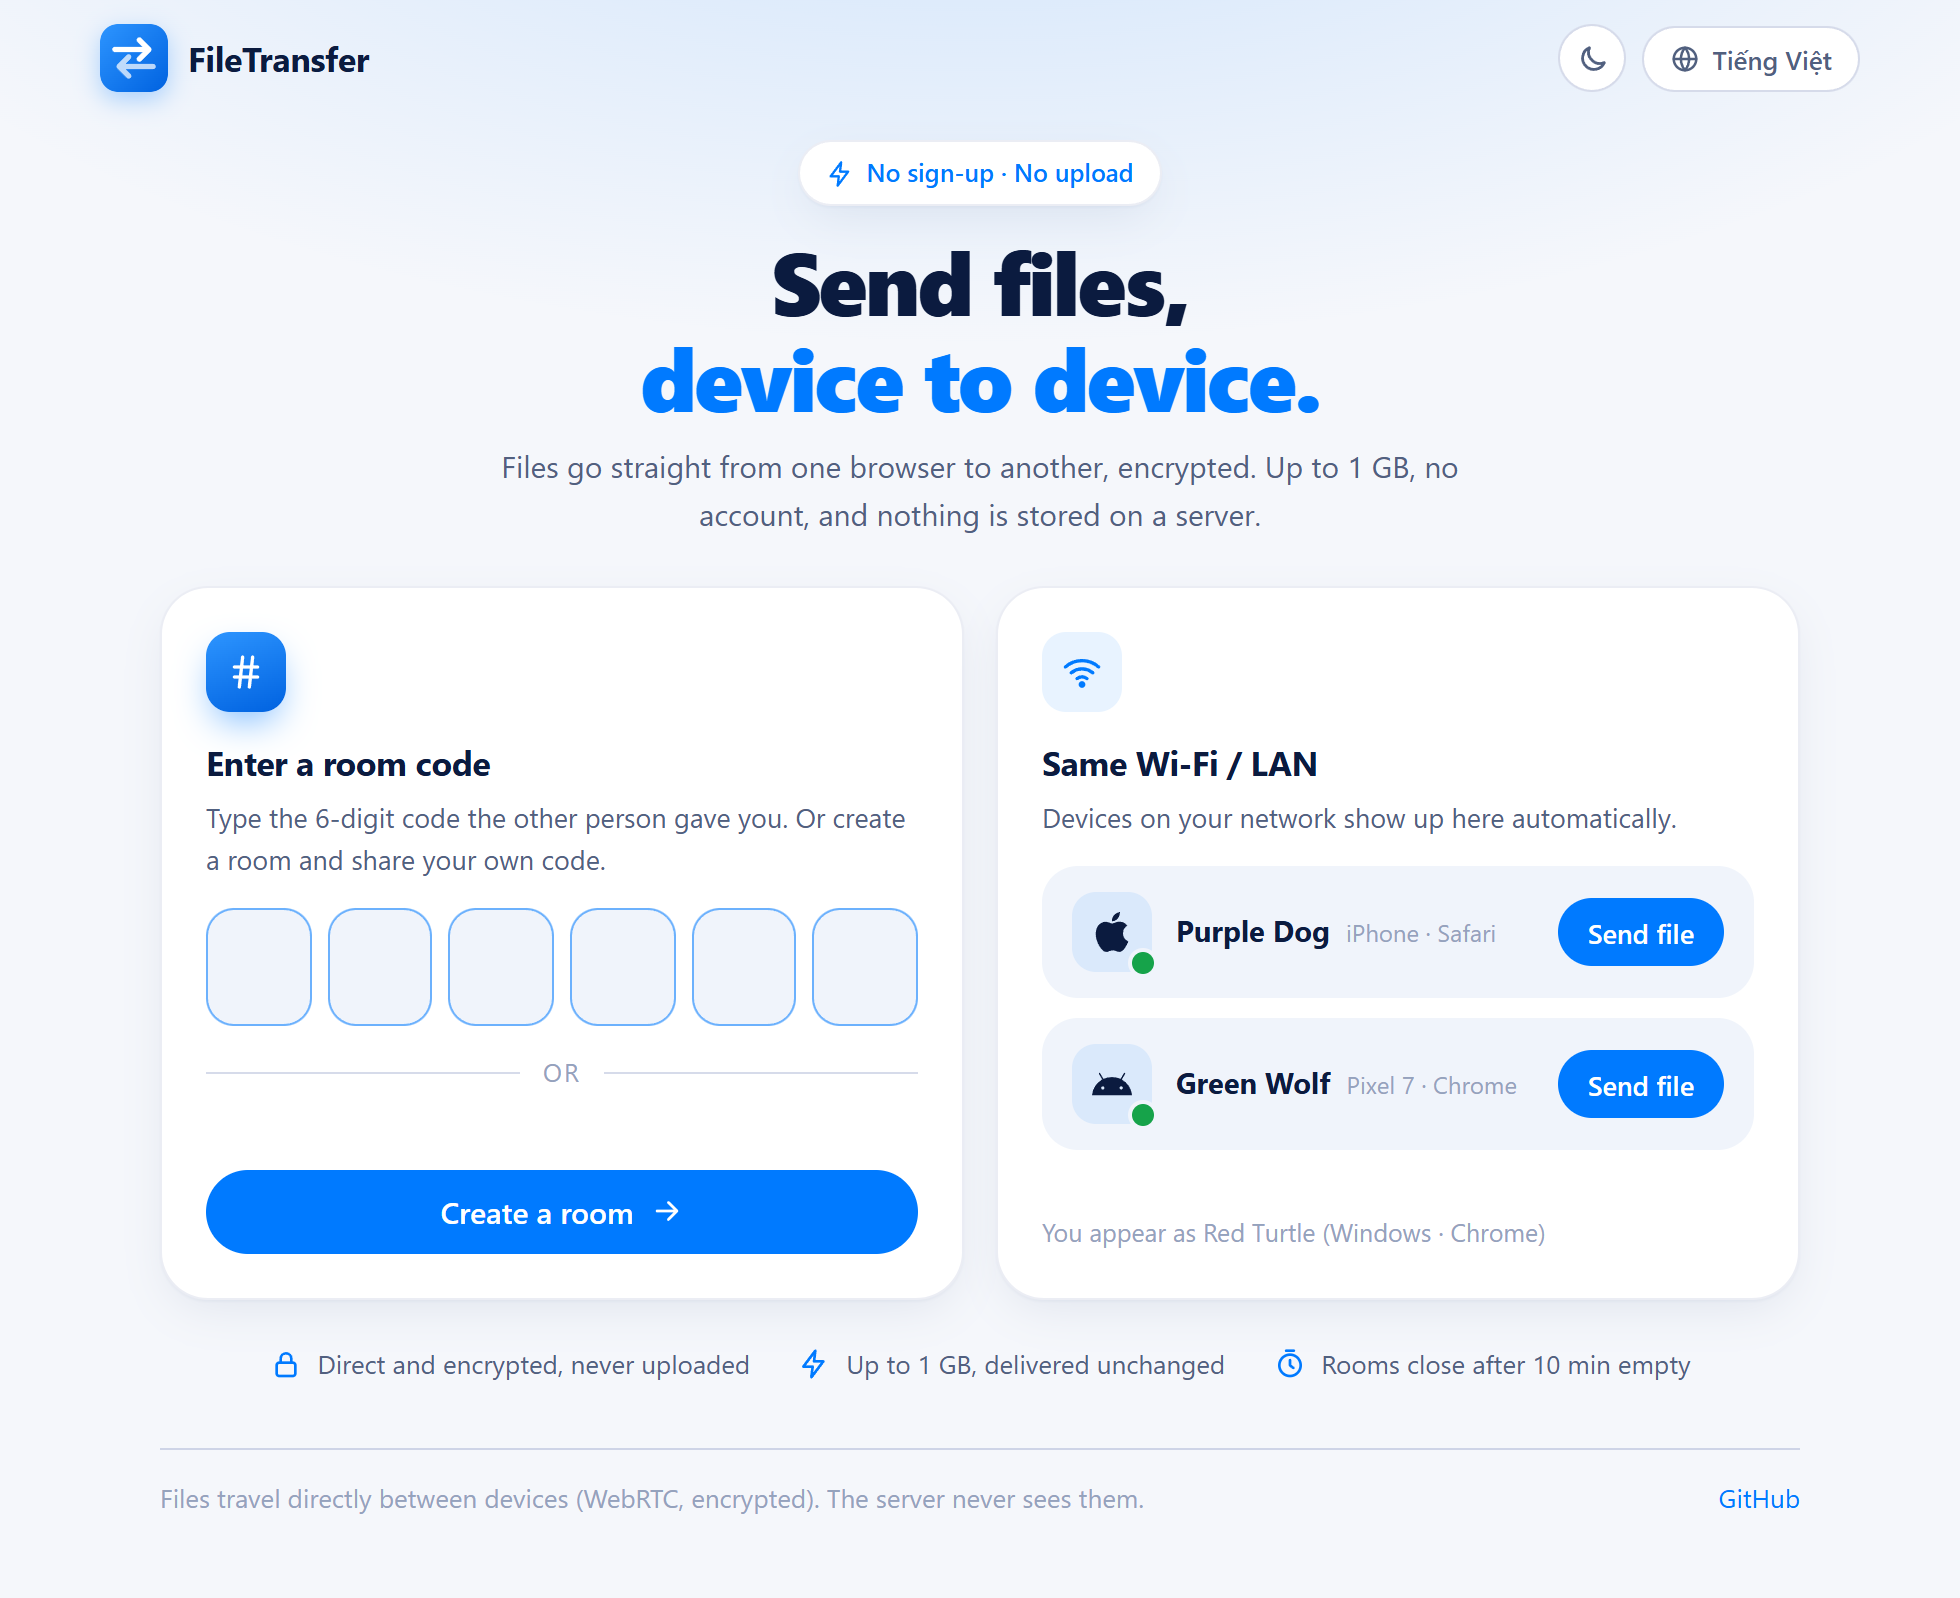 FileTransfer
Tiếng Việt
No sign-up · No upload
Send files,
device to device.
Files go straight from one browser to another, encrypted. Up to 1 GB, no
account, and nothing is stored on a server.
#
Enter a room code
Type the 6-digit code the other person gave you. Or create
a room and share your own code.
OR
Create a room →
Same Wi-Fi / LAN
Devices on your network show up here automatically.
Purple Dog iPhone · Safari
Send file
Green Wolf Pixel 7 · Chrome
Send file
You appear as Red Turtle (Windows · Chrome)
Direct and encrypted, never uploaded
Up to 1 GB, delivered unchanged
Rooms close after 10 min empty
Files travel directly between devices (WebRTC, encrypted). The server never sees them.
GitHub